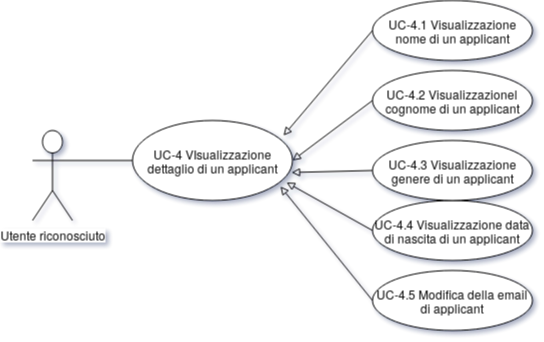 UC-4.1 Visualizzazione
nome di un applicant
UC-4.2 Visualizzazionel
cognome di un applicant
UC-4 VIsualizzazione
dettaglio di un applicant
UC-4.3 Visualizzazione
genere di un applicant
Utente riconosciuto
UC-4.4 Visualizzazione data
di nascita di un applicant
UC-4.5 Modifica della email
di applicant